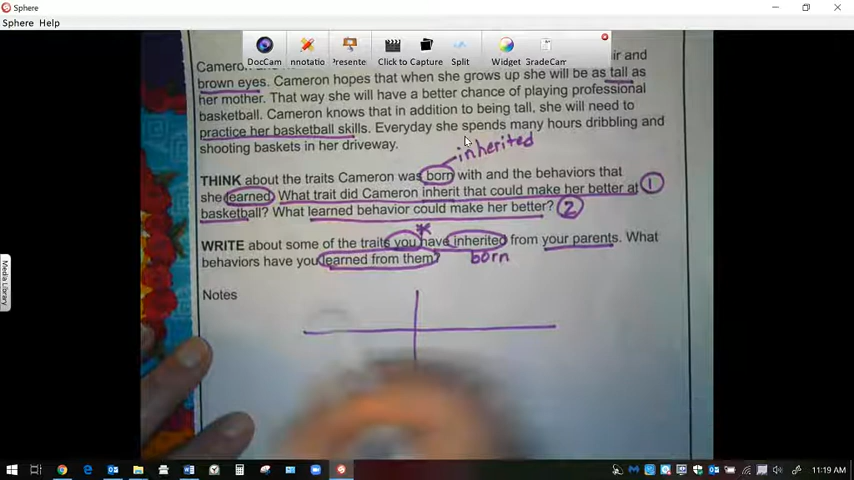 Sphere
Sphere Help
DocCam
nnotatio
Presente
Click to Capture
Split
Widget
GradeCam
Media Library
Camero
ir and
brown eyes. Cameron hopes that when she grows up she will be as tall as
her mother. That way she will have a better chance of playing professional
basketball. Cameron knows that in addition to being tall, she will need to
practice her basketball skills. Everyday she spends many hours dribbling and
shooting baskets in her driveway.
inherited
THINK about the traits Cameron was born with and the behaviors that
she learned. What trait did Cameron inherit that could make her better at 1
basketball? What learned behavior could make her better? 2
WRITE about some of the traits you have inherited from your parents. What
behaviors have you learned from them?
born
Notes
11:19 AM